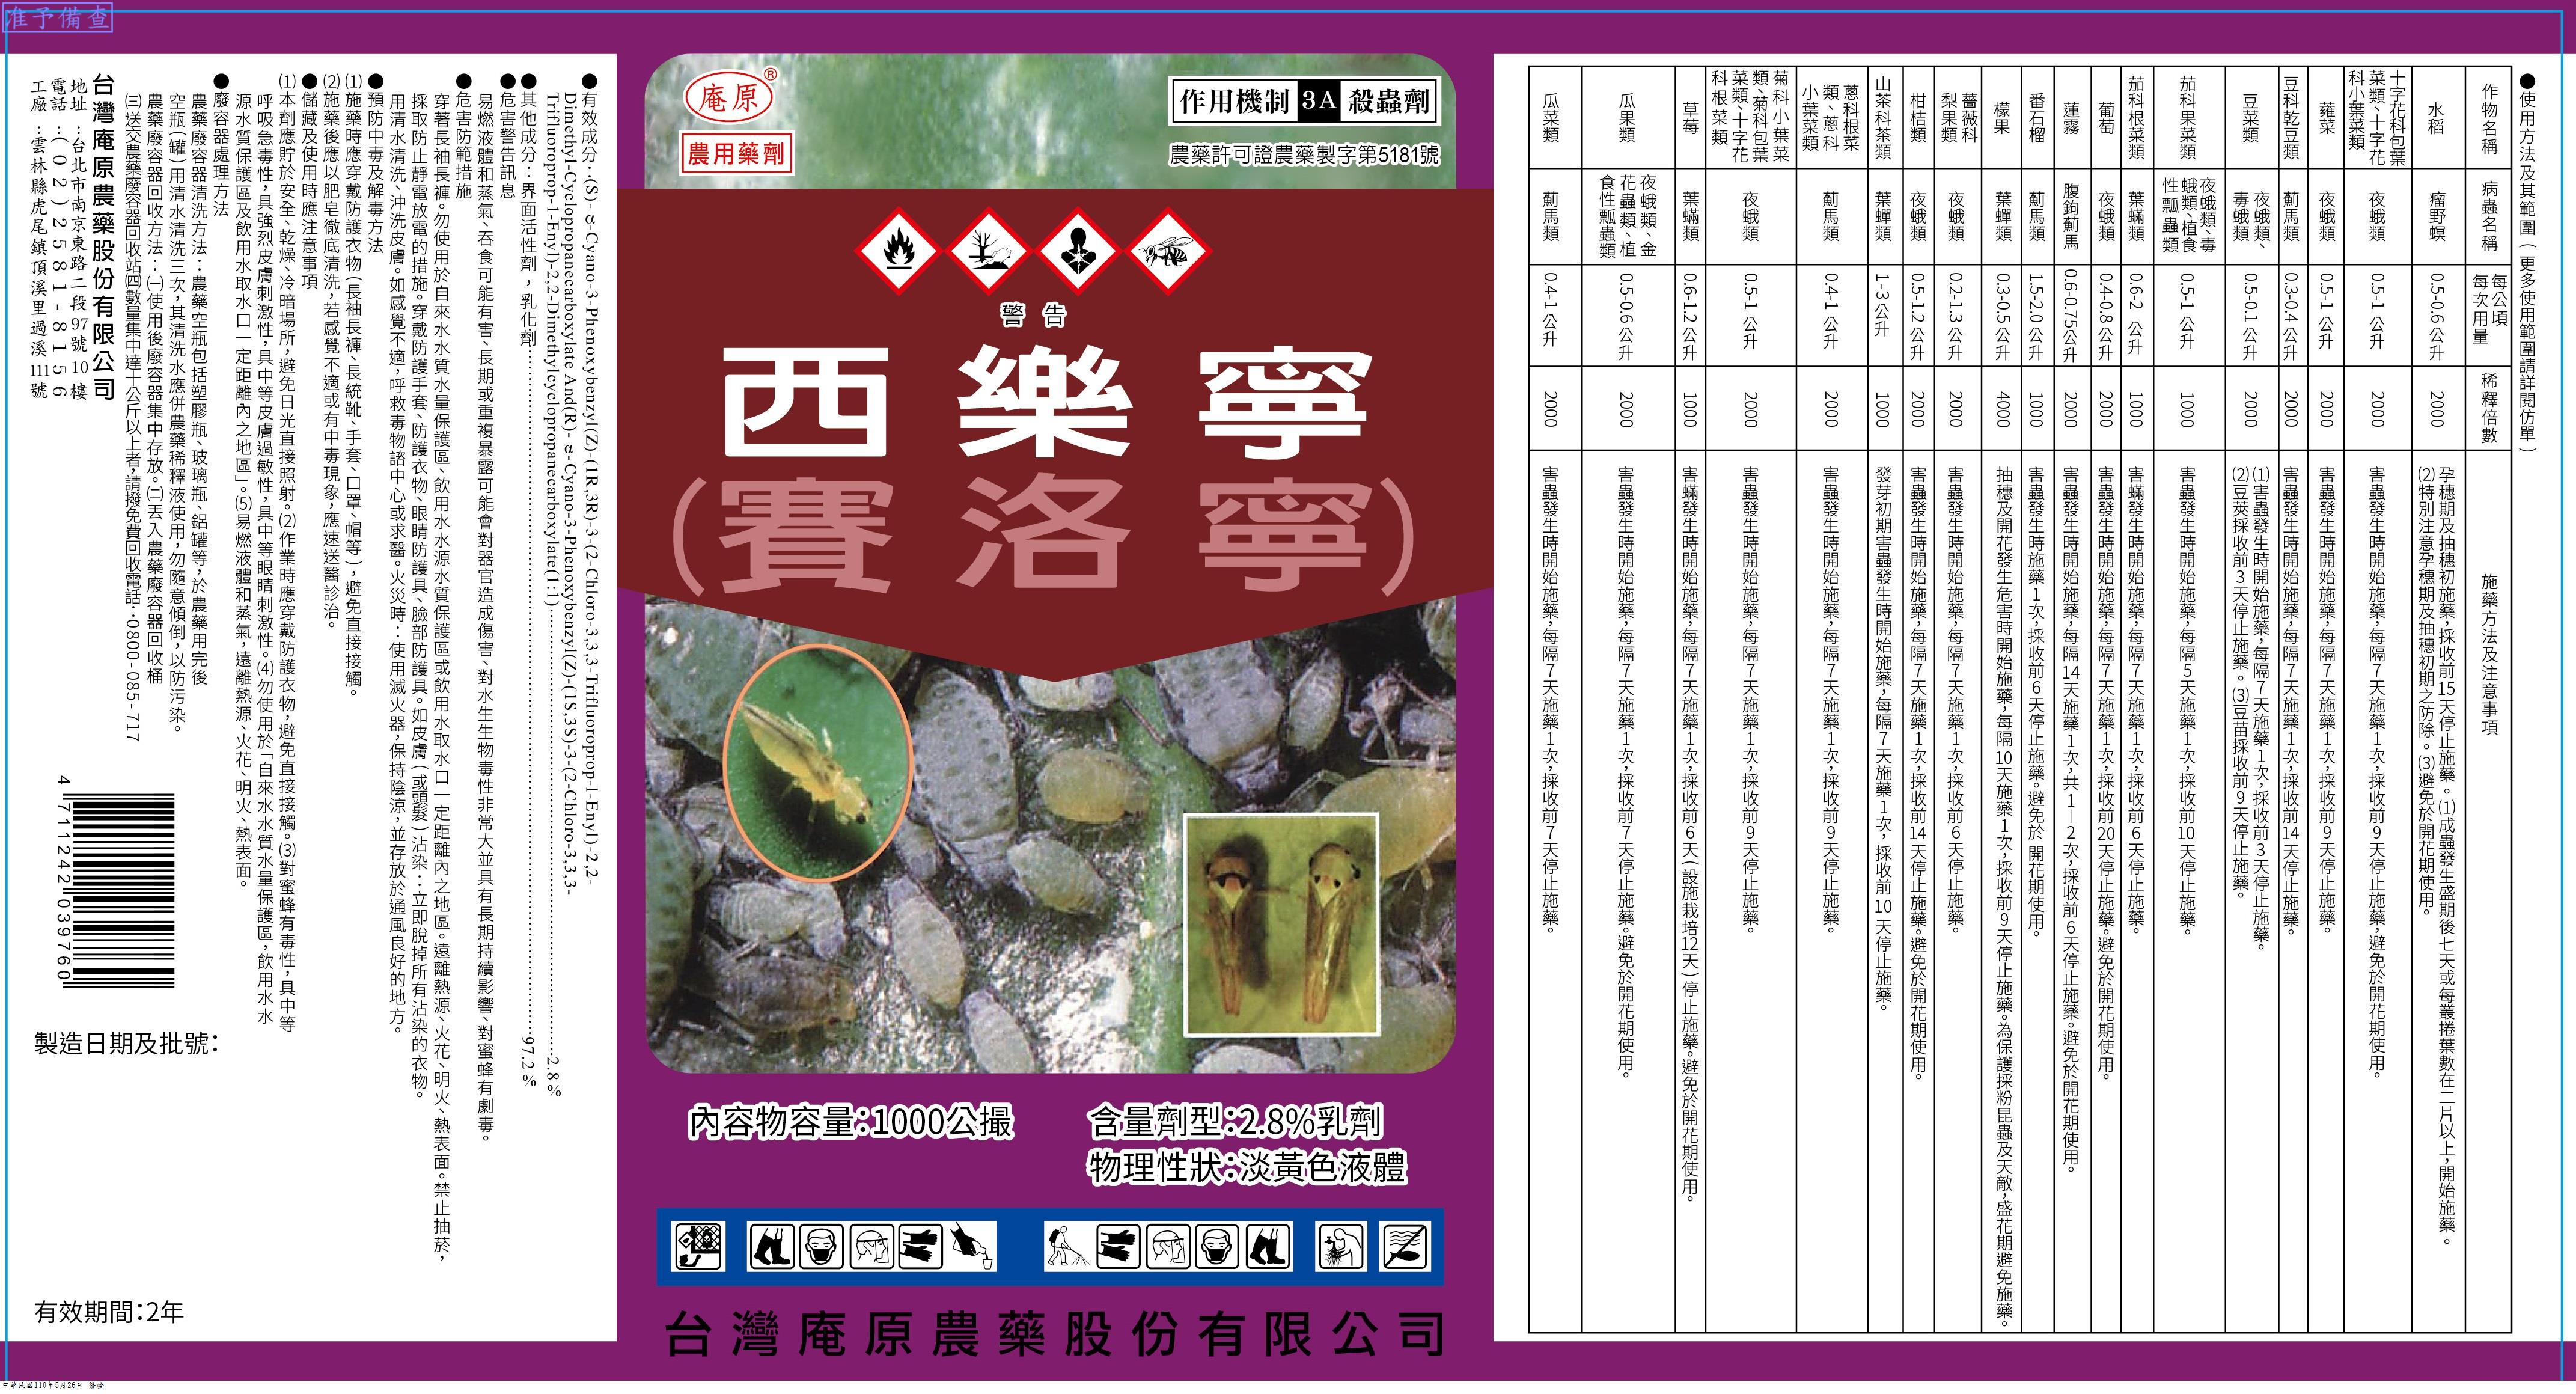 准予備查
●有效成分：(S)-α-Cyano-3-Phenoxybenzyl(Z)-(1R,3R)-3-(2-Chloro-3,3,3-Trifluoroprop-1-Enyl)-2,2-
Dimethyl-Cyclopropanecarboxylate And(R)-α-Cyano-3-Phenoxybenzyl(Z)-(1S,3S)-3-(2-Chloro-3,3,3-
Trifluoroprop-1-Enyl)-2,2-Dimethylcyclopropanecarboxylate(1:1)……2.8%
●其他成分：界面活性劑，乳化劑……97.2%
●危害警告訊息
易燃液體和蒸氣、吞食可能有害、長期或重複暴露可能會對器官造成傷害、對水生生物毒性非常大並具有長期持續影響、對蜜蜂有劇毒。
●危害防範措施
穿著長袖長褲。勿使用於自來水水質水量保護區、飲用水水源水質保護區或飲用水取水口一定距離內之地區。遠離熱源、火花、明火、熱表面。禁止抽菸，
採取防止靜電放電的措施。穿戴防護手套、防護衣物、眼睛防護具、臉部防護具。如皮膚（或頭髮）沾染：立即脫掉所有沾染的衣物。
用清水清洗、沖洗皮膚。如感覺不適，呼救毒物諮中心或求醫。火災時：使用滅火器，保持陰涼，並存放於通風良好的地方。
●預防中毒及解毒方法
⑴施藥時應穿戴防護衣物(長袖長褲、長統靴、手套、口罩、帽等)，避免直接接觸。
⑵施藥後應以肥皂徹底清洗，若感覺不適或有中毒現象，應速送醫診治。
●儲藏及使用時應注意事項
⑴本劑應貯於安全、乾燥、冷暗場所，避免日光直接照射。⑵作業時應穿戴防護衣物，避免直接接觸。⑶對蜜蜂有毒性，具中等
呼吸急毒性，具強烈皮膚刺激性，具中等皮膚過敏性，具中等眼睛刺激性。⑷勿使用於「自來水水質水量保護區，飲用水水
源水質保護區及飲用水取水口一定距離內之地區」。⑸易燃液體和蒸氣，遠離熱源、火花、明火、熱表面。
●廢容器處理方法
農藥廢容器清洗方法：農藥空瓶包括塑膠瓶、玻璃瓶、鋁罐等，於農藥用完後
空瓶(罐)用清水清洗三次，其清洗水應併農藥稀釋液使用，勿隨意傾倒，以防污染。
農藥廢容器回收方法：㈠使用後廢容器集中存放。㈡丟入農藥廢容器回收桶
㈢送交農藥廢容器回收站㈣數量集中達十公斤以上者，請撥免費回收電話：0800-085-717
台灣庵原農藥股份有限公司
地址：台北市南京東路二段97號10樓
電話：(02)2581-8156
工廠：雲林縣虎尾鎮頂溪里過溪111號
4 711242 039760
製造日期及批號：
有效期間：2年
庵原®
農用藥劑
作用機制 3A 殺蟲劑
農藥許可證農藥製字第5181號
警告
西樂寧
(賽洛寧)
內容物容量：1000公撮
含量劑型：2.8%乳劑
物理性狀：淡黃色液體
台灣庵原農藥股份有限公司
●使用方法及其範圍（更多使用範圍請詳閱仿單）
作物名稱 病蟲名稱 每公頃每次用量 稀釋倍數 施藥方法及注意事項
水稻 瘤野螟 0.5-0.6公升 2000 孕穗期及抽穗初施藥，採收前15天停止施藥。⑴成蟲發生盛期後七天或每叢捲葉數在二片以上，開始施藥。
⑵特別注意孕穗期及抽穗初期之防除。⑶避免於開花期使用。
十字花科包葉菜類、十字花科小葉菜類 夜蛾類 0.5-1公升 2000 害蟲發生時開始施藥，每隔7天施藥1次，採收前9天停止施藥，避免於開花期使用。
蕹菜 夜蛾類 0.5-1公升 2000 害蟲發生時開始施藥，每隔7天施藥1次，採收前9天停止施藥。
豆科乾豆類 薊馬類 0.3-0.4公升 2000 害蟲發生時開始施藥，每隔7天施藥1次，採收前14天停止施藥。
豆菜類 夜蛾類、毒蛾類 0.5-0.1公升 2000 ⑴害蟲發生時開始施藥，每隔7天施藥1次，採收前3天停止施藥。
⑵豆莢採收前3天停止施藥。⑶豆苗採收前9天停止施藥。
茄科果菜類 夜蛾類、毒蛾類、植食性瓢蟲類 0.5-1公升 1000 害蟲發生時開始施藥，每隔5天施藥1次，採收前10天停止施藥。
茄科根菜類 葉蟎類 0.6-2公升 1000 害蟎發生時開始施藥，每隔7天施藥1次，採收前6天停止施藥。
葡萄 夜蛾類 0.4-0.8公升 2000 害蟲發生時開始施藥，每隔7天施藥1次，採收前20天停止施藥。避免於開花期使用。
蓮霧 腹鉤薊馬 0.6-0.75公升 2000 害蟲發生時開始施藥，每隔14天施藥1次，共1－2次，採收前6天停止施藥。避免於開花期使用。
番石榴 薊馬類 1.5-2.0公升 1000 害蟲發生時施藥1次，採收前6天停止施藥。避免於開花期使用。
檬果 葉蟬類 0.3-0.5公升 4000 抽穗及開花發生危害時開始施藥，每隔10天施藥1次，採收前9天停止施藥。為保護採粉昆蟲及天敵，盛花期避免施藥。
薔薇科梨果類 夜蛾類 0.2-1.3公升 2000 害蟲發生時開始施藥，每隔7天施藥1次，採收前6天停止施藥。
柑桔類 夜蛾類 0.5-1.2公升 2000 害蟲發生時開始施藥，每隔7天施藥1次，採收前14天停止施藥。避免於開花期使用。
山茶科茶類 葉蟬類 1-3公升 1000 發芽初期害蟲發生時開始施藥，每隔7天施藥1次，採收前10天停止施藥。
蔥科根菜類、蔥科小葉菜類 薊馬類 0.4-1公升 2000 害蟲發生時開始施藥，每隔7天施藥1次，採收前9天停止施藥。
菊科小葉菜類、菊科包葉菜類、十字花科根菜類 夜蛾類 0.5-1公升 2000 害蟲發生時開始施藥，每隔7天施藥1次，採收前9天停止施藥。
草莓 葉蟎類 0.6-1.2公升 1000 害蟎發生時開始施藥，每隔7天施藥1次，採收前6天(設施栽培12天)停止施藥。避免於開花期使用。
瓜果類 夜蛾類、金花蟲類、植食性瓢蟲類 0.5-0.6公升 2000 害蟲發生時開始施藥，每隔7天施藥1次，採收前7天停止施藥。避免於開花期使用。
瓜菜類 薊馬類 0.4-1公升 2000 害蟲發生時開始施藥，每隔7天施藥1次，採收前7天停止施藥。
中華民國110年5月26日 簽發